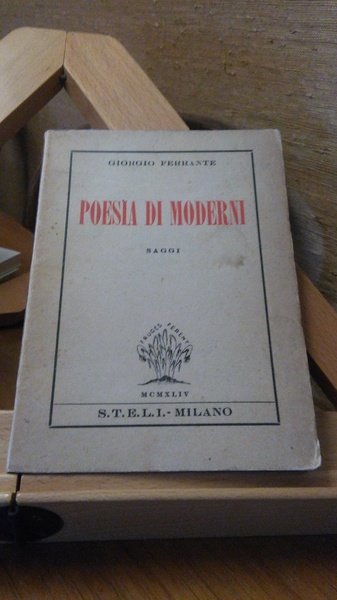 GIORGIO FERRANTE
POESIA DI MODERNI
SAGGI
FRUGES FERENT
MCMXLIV
S.T.E.L.I. - MILANO